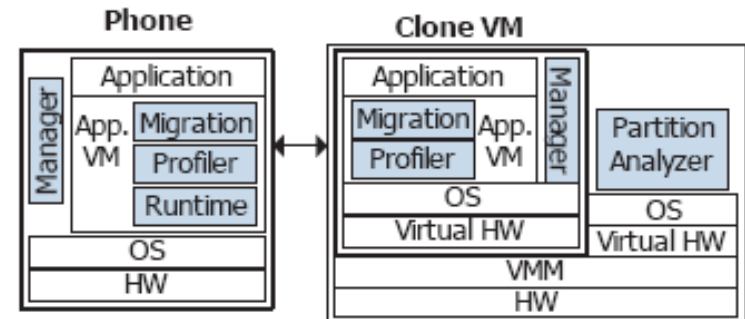 Phone
Application
Manager
App.
VM
Migration
Profiler
Runtime
OS
HW
Clone VM
Application
Migration
Profiler
App.
VM
Manager
OS
Virtual HW
Partition
Analyzer
OS
Virtual HW
VMM
HW